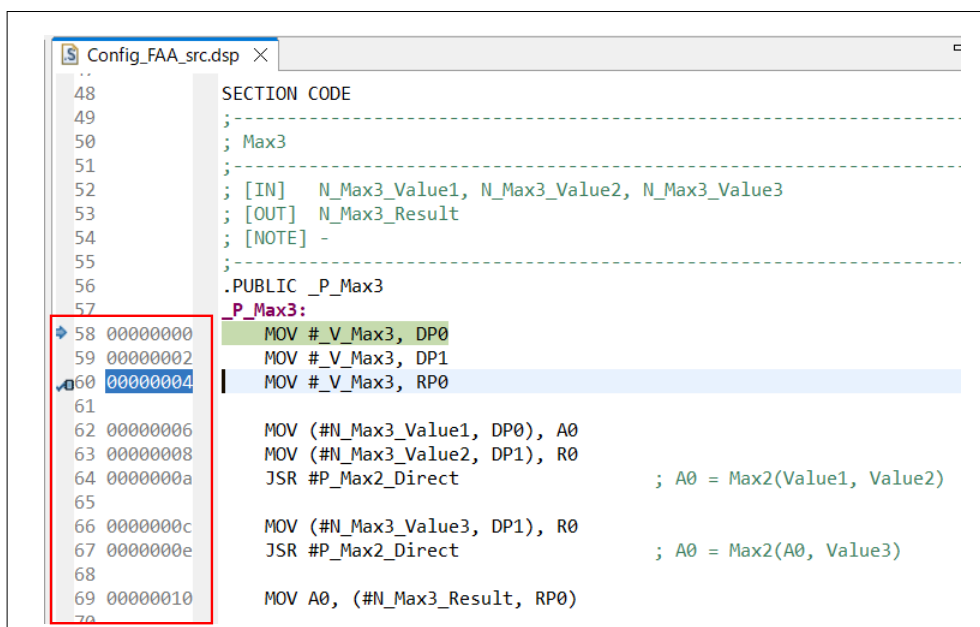 Config_FAA_src.dsp
48 SECTION CODE
49 ;--------------------------------------------------------------------
50 ; Max3
51 ;--------------------------------------------------------------------
52 ; [IN]   N_Max3_Value1, N_Max3_Value2, N_Max3_Value3
53 ; [OUT]  N_Max3_Result
54 ; [NOTE] -
55 ;--------------------------------------------------------------------
56 .PUBLIC _P_Max3
57 _P_Max3:
58 00000000 MOV #_V_Max3, DP0
59 00000002 MOV #_V_Max3, DP1
60 00000004 MOV #_V_Max3, RP0
61
62 00000006 MOV (#N_Max3_Value1, DP0), A0
63 00000008 MOV (#N_Max3_Value2, DP1), R0
64 0000000a JSR #P_Max2_Direct ; A0 = Max2(Value1, Value2)
65
66 0000000c MOV (#N_Max3_Value3, DP1), R0
67 0000000e JSR #P_Max2_Direct ; A0 = Max2(A0, Value3)
68
69 00000010 MOV A0, (#N_Max3_Result, RP0)
70